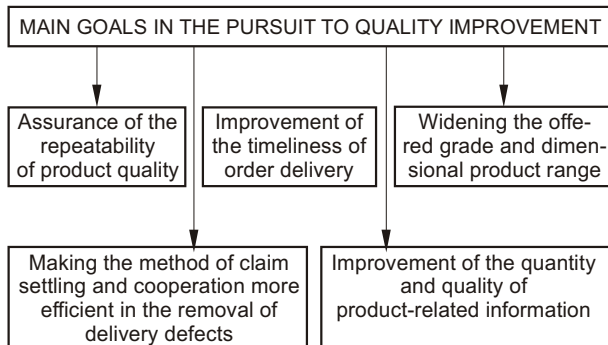 MAIN GOALS IN THE PURSUIT TO QUALITY IMPROVEMENT
Assurance of the
repeatability
of product quality
Improvement of
the timeliness of
order delivery
Widening the offe-
red grade and dimen-
sional product range
Making the method of claim
settling and cooperation more
efficient in the removal of
delivery defects
Improvement of the quantity
and quality of
product-related information